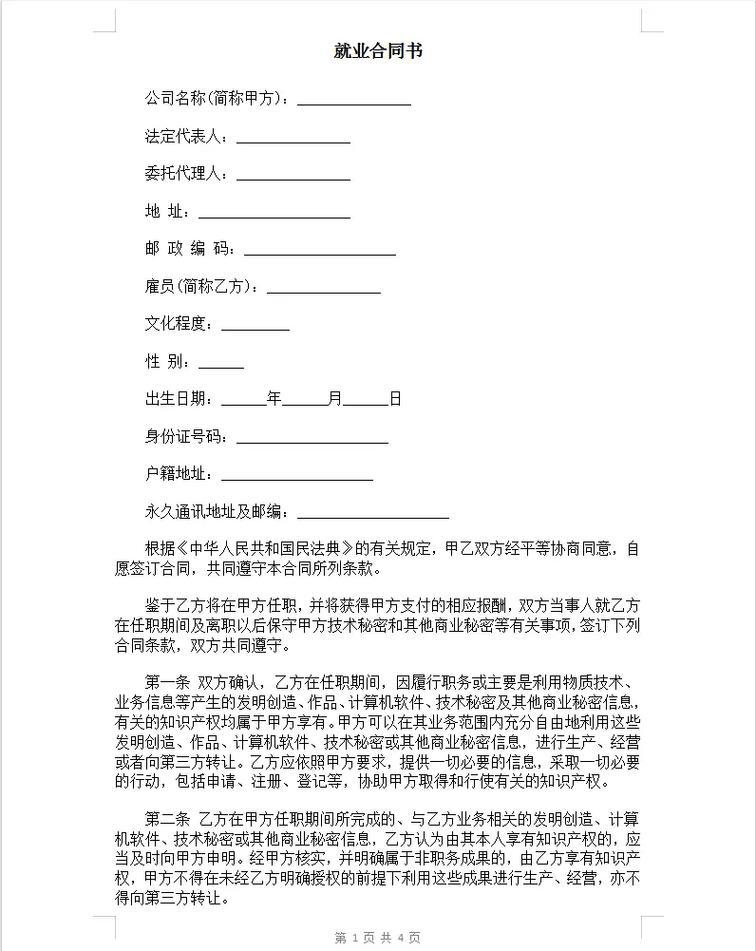 就业合同书
公司名称(简称甲方)：_______________
法定代表人：_______________
委托代理人：_______________
地 址：____________________
邮 政 编 码：____________________
雇员(简称乙方)：_______________
文化程度：_________
性 别：______
出生日期：______年______月______日
身份证号码：____________________
户籍地址：____________________
永久通讯地址及邮编：____________________
根据《中华人民共和国民法典》的有关规定，甲乙双方经平等协商同意，自
愿签订合同，共同遵守本合同所列条款。
鉴于乙方将在甲方任职，并将获得甲方支付的相应报酬，双方当事人就乙方
在任职期间及离职以后保守甲方技术秘密和其他商业秘密等有关事项，签订下列
合同条款，双方共同遵守。
第一条 双方确认，乙方在任职期间，因履行职务或主要是利用物质技术、
业务信息等产生的发明创造、作品、计算机软件、技术秘密及其他商业秘密信息，
有关的知识产权均属于甲方享有。甲方可以在其业务范围内充分自由地利用这些
发明创造、作品、计算机软件、技术秘密或其他商业秘密信息，进行生产、经营
或者向第三方转让。乙方应依照甲方要求，提供一切必要的信息，采取一切必要
的行动，包括申请、注册、登记等，协助甲方取得和行使有关的知识产权。
第二条 乙方在甲方任职期间所完成的、与乙方业务相关的发明创造、计算
机软件、技术秘密或其他商业秘密信息，乙方认为由其本人享有知识产权的，应
当及时向甲方申明。经甲方核实，并明确属于非职务成果的，由乙方享有知识产
权，甲方不得在未经乙方明确授权的前提下利用这些成果进行生产、经营，亦不
得向第三方转让。
第 1 页 共 4 页